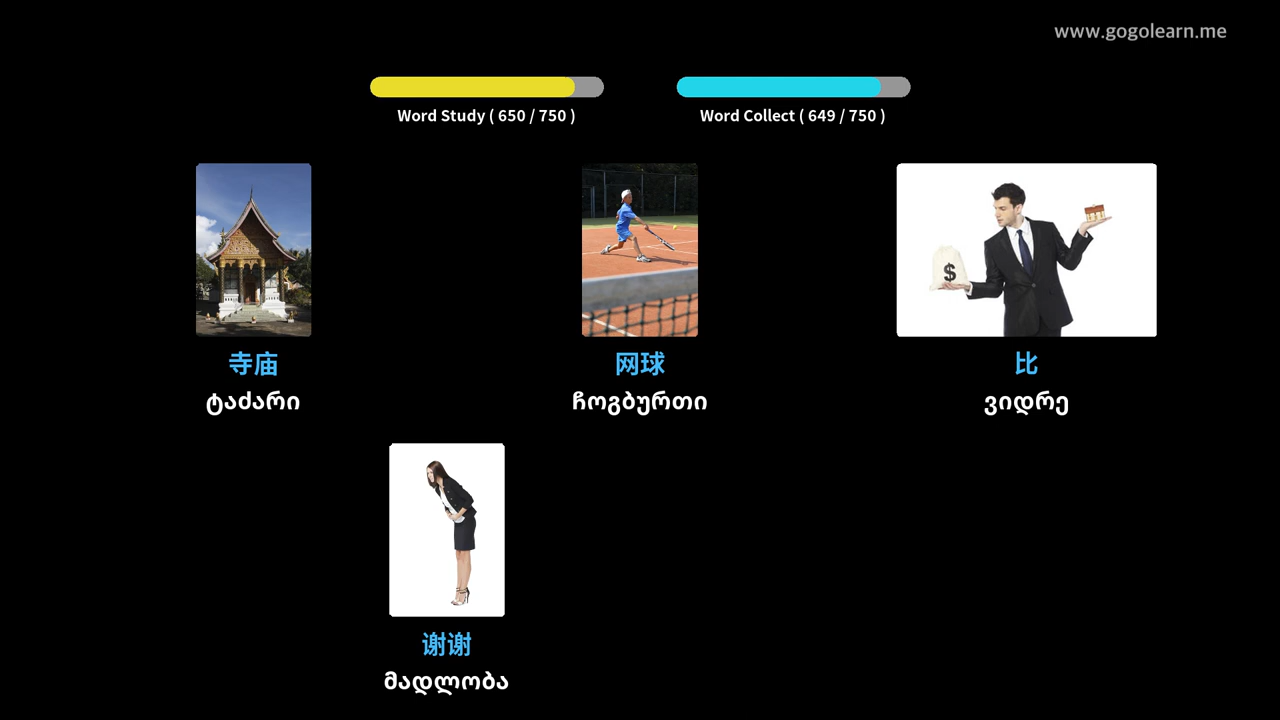 www.gogolearn.me
Word Study ( 650 / 750 )
Word Collect ( 649 / 750 )
寺庙
ტაძარი
网球
ჩოგბურთი
比
ვიდრე
$
谢谢
მადლობა